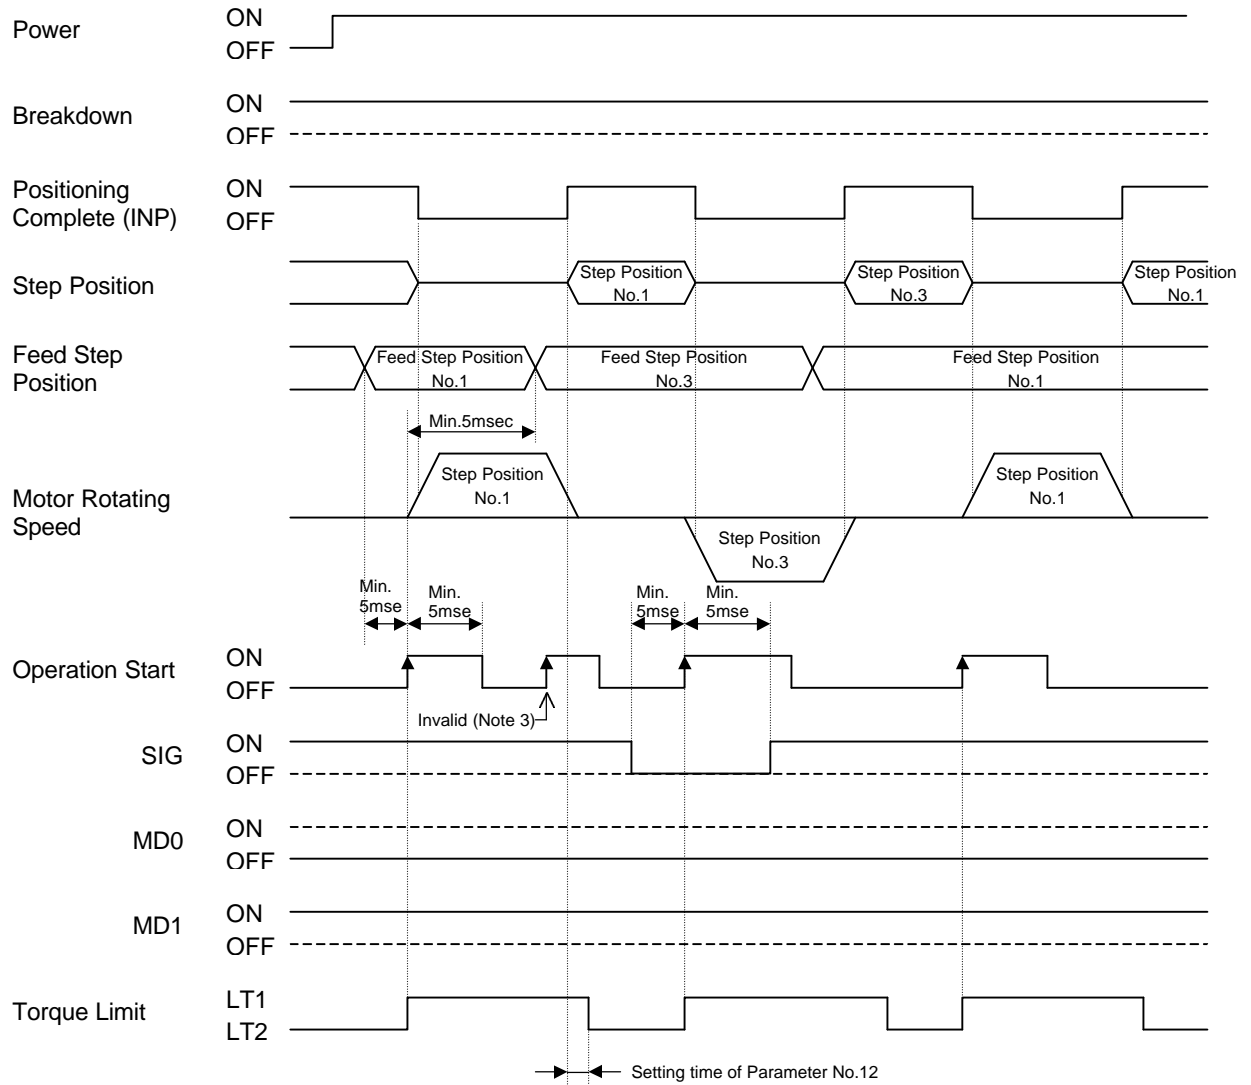 Power
ON
OFF
Breakdown
ON
OFF
Positioning
Complete (INP)
ON
OFF
Step Position
Step Position
No.1
Step Position
No.3
Step Position
No.1
Feed Step
Position
Feed Step Position
No.1
Feed Step Position
No.3
Feed Step Position
No.1
Min.5msec
Motor Rotating
Speed
Step Position
No.1
Step Position
No.3
Step Position
No.1
Min.
5mse
Min.
5mse
Min.
5mse
Min.
5mse
Operation Start
ON
OFF
Invalid (Note 3)
SIG
ON
OFF
MD0
ON
OFF
MD1
ON
OFF
Torque Limit
LT1
LT2
Setting time of Parameter No.12